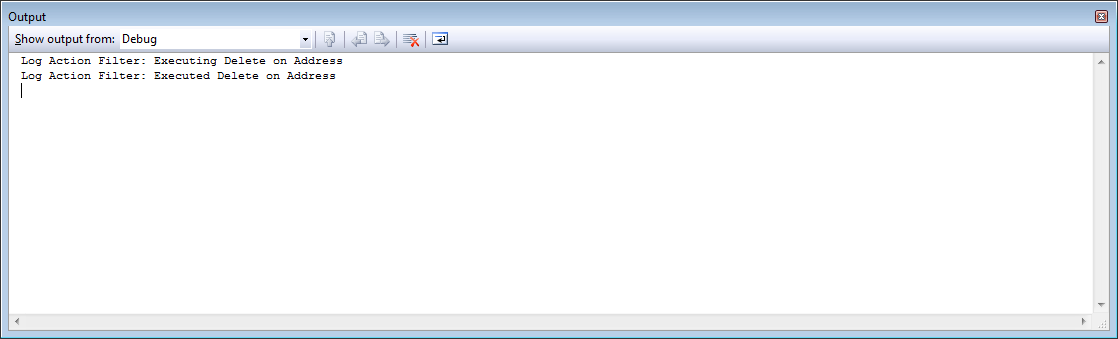 Output
Show output from: Debug
Log Action Filter: Executing Delete on Address
Log Action Filter: Executed Delete on Address